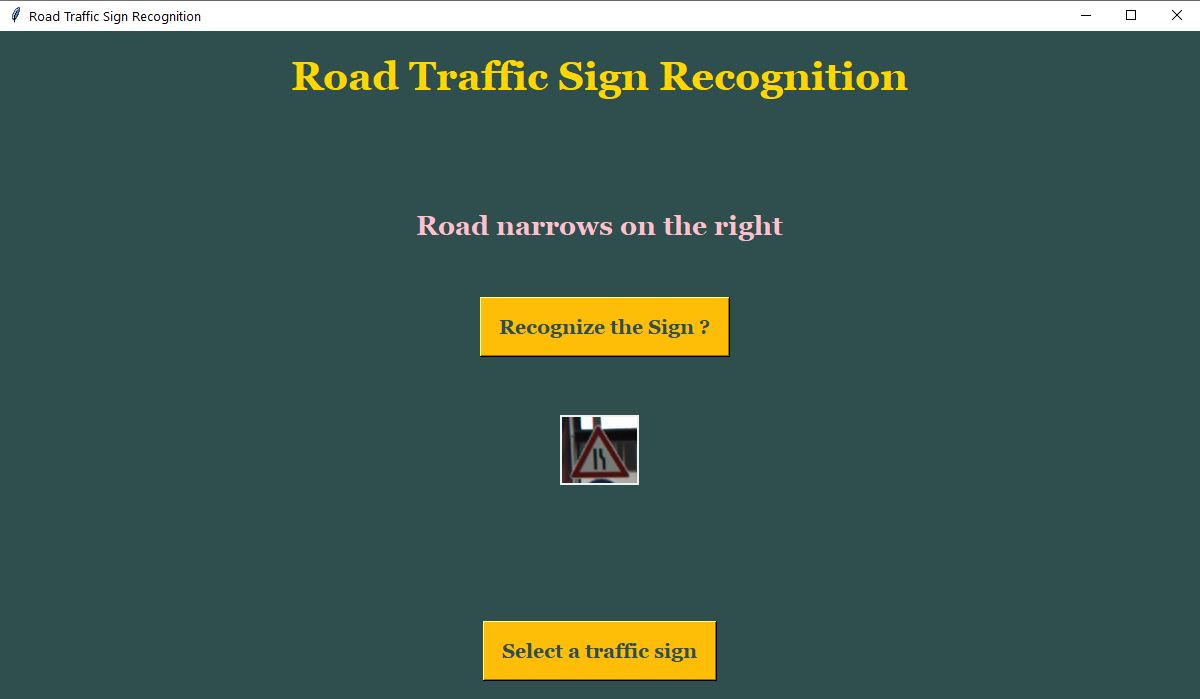 Road Traffic Sign Recognition
Road Traffic Sign Recognition
Road narrows on the right
Recognize the Sign ?
Select a traffic sign